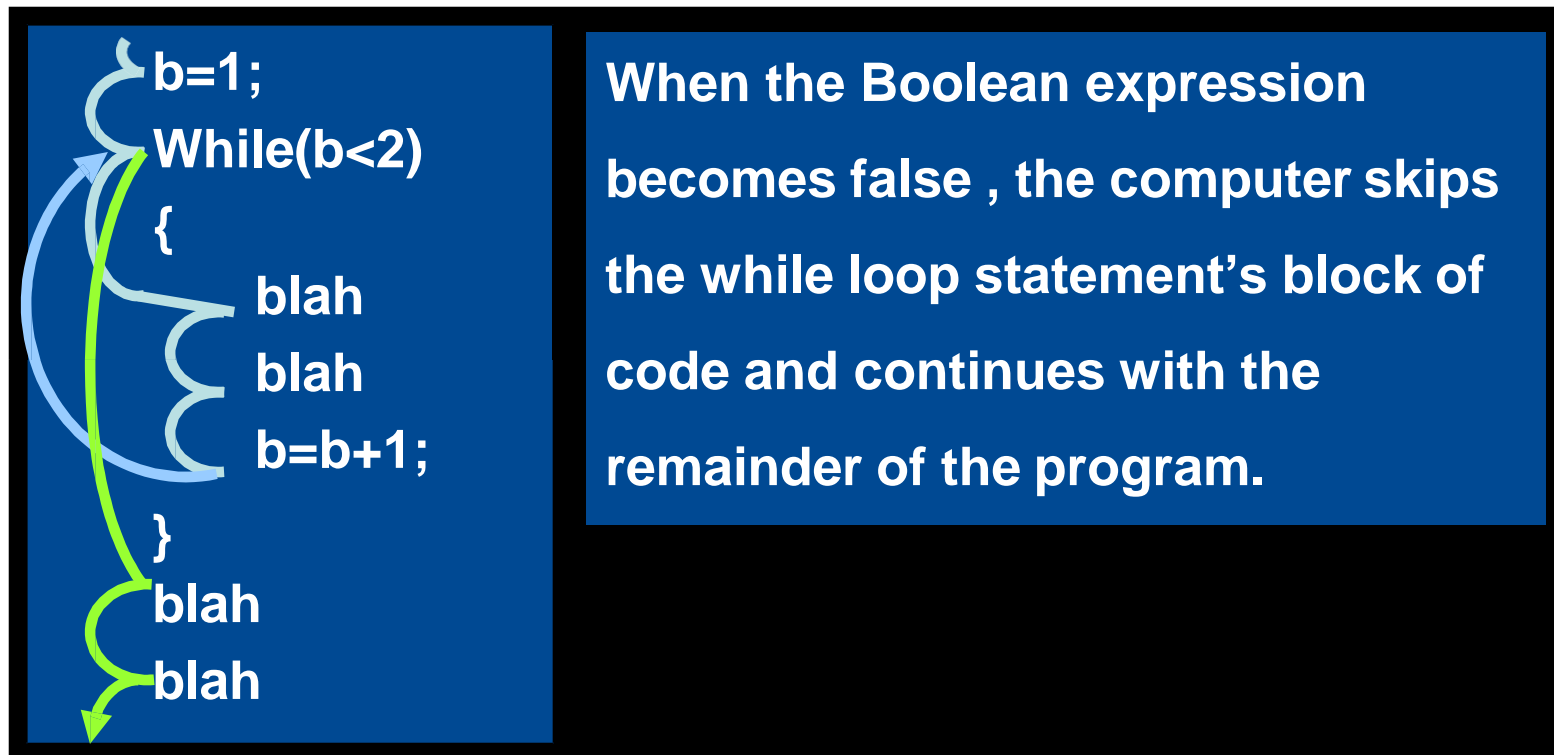 b=1;
While(b<2)
{
blah
blah
b=b+1;
}
blah
blah
When the Boolean expression
becomes false , the computer skips
the while loop statement’s block of
code and continues with the
remainder of the program.